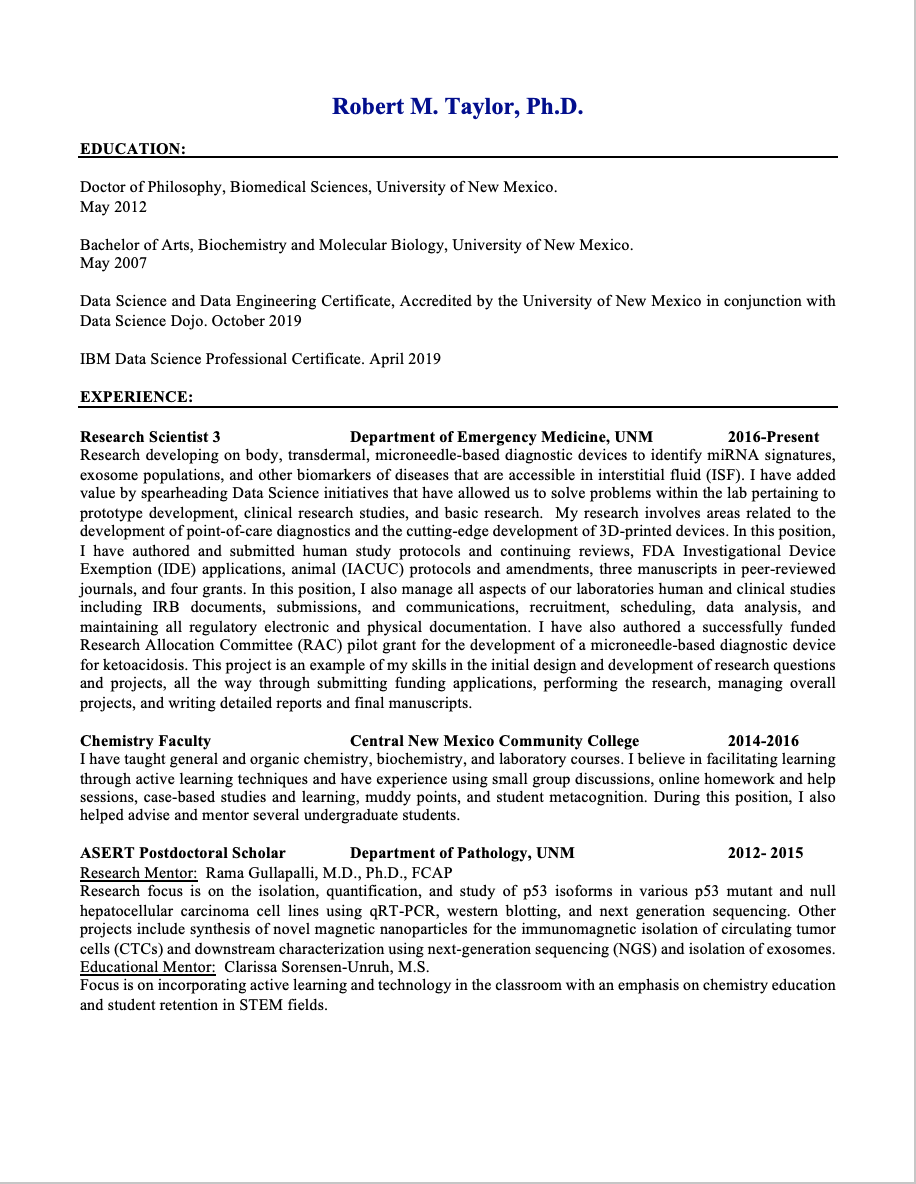 Robert M. Taylor, Ph.D.
EDUCATION:
Doctor of Philosophy, Biomedical Sciences, University of New Mexico.
May 2012
Bachelor of Arts, Biochemistry and Molecular Biology, University of New Mexico.
May 2007
Data Science and Data Engineering Certificate, Accredited by the University of New Mexico in conjunction with
Data Science Dojo. October 2019
IBM Data Science Professional Certificate. April 2019
EXPERIENCE:
Research Scientist 3 Department of Emergency Medicine, UNM 2016-Present
Research developing on body, transdermal, microneedle-based diagnostic devices to identify miRNA signatures,
exosome populations, and other biomarkers of diseases that are accessible in interstitial fluid (ISF). I have added
value by spearheading Data Science initiatives that have allowed us to solve problems within the lab pertaining to
prototype development, clinical research studies, and basic research. My research involves areas related to the
development of point-of-care diagnostics and the cutting-edge development of 3D-printed devices. In this position,
I have authored and submitted human study protocols and continuing reviews, FDA Investigational Device
Exemption (IDE) applications, animal (IACUC) protocols and amendments, three manuscripts in peer-reviewed
journals, and four grants. In this position, I also manage all aspects of our laboratories human and clinical studies
including IRB documents, submissions, and communications, recruitment, scheduling, data analysis, and
maintaining all regulatory electronic and physical documentation. I have also authored a successfully funded
Research Allocation Committee (RAC) pilot grant for the development of a microneedle-based diagnostic device
for ketoacidosis. This project is an example of my skills in the initial design and development of research questions
and projects, all the way through submitting funding applications, performing the research, managing overall
projects, and writing detailed reports and final manuscripts.
Chemistry Faculty Central New Mexico Community College 2014-2016
I have taught general and organic chemistry, biochemistry, and laboratory courses. I believe in facilitating learning
through active learning techniques and have experience using small group discussions, online homework and help
sessions, case-based studies and learning, muddy points, and student metacognition. During this position, I also
helped advise and mentor several undergraduate students.
ASERT Postdoctoral Scholar Department of Pathology, UNM 2012- 2015
Research Mentor: Rama Gullapalli, M.D., Ph.D., FCAP
Research focus is on the isolation, quantification, and study of p53 isoforms in various p53 mutant and null
hepatocellular carcinoma cell lines using qRT-PCR, western blotting, and next generation sequencing. Other
projects include synthesis of novel magnetic nanoparticles for the immunomagnetic isolation of circulating tumor
cells (CTCs) and downstream characterization using next-generation sequencing (NGS) and isolation of exosomes.
Educational Mentor: Clarissa Sorensen-Unruh, M.S.
Focus is on incorporating active learning and technology in the classroom with an emphasis on chemistry education
and student retention in STEM fields.